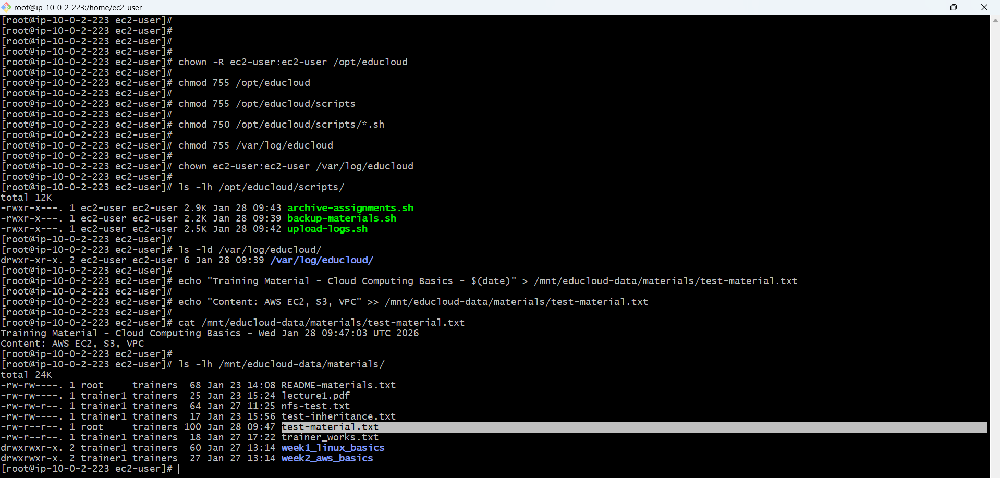 root@ip-10-0-2-223:/home/ec2-user
[root@ip-10-0-2-223 ec2-user]#
[root@ip-10-0-2-223 ec2-user]#
[root@ip-10-0-2-223 ec2-user]#
[root@ip-10-0-2-223 ec2-user]#
[root@ip-10-0-2-223 ec2-user]# chown -R ec2-user:ec2-user /opt/educloud
[root@ip-10-0-2-223 ec2-user]#
[root@ip-10-0-2-223 ec2-user]# chmod 755 /opt/educloud
[root@ip-10-0-2-223 ec2-user]#
[root@ip-10-0-2-223 ec2-user]# chmod 755 /opt/educloud/scripts
[root@ip-10-0-2-223 ec2-user]#
[root@ip-10-0-2-223 ec2-user]# chmod 750 /opt/educloud/scripts/*.sh
[root@ip-10-0-2-223 ec2-user]#
[root@ip-10-0-2-223 ec2-user]# chmod 755 /var/log/educloud
[root@ip-10-0-2-223 ec2-user]#
[root@ip-10-0-2-223 ec2-user]# chown ec2-user:ec2-user /var/log/educloud
[root@ip-10-0-2-223 ec2-user]#
[root@ip-10-0-2-223 ec2-user]# ls -lh /opt/educloud/scripts/
total 12K
-rwxr-x---. 1 ec2-user ec2-user 2.9K Jan 28 09:43 archive-assignments.sh
-rwxr-x---. 1 ec2-user ec2-user 2.2K Jan 28 09:39 backup-materials.sh
-rwxr-x---. 1 ec2-user ec2-user 2.5K Jan 28 09:42 upload-logs.sh
[root@ip-10-0-2-223 ec2-user]#
[root@ip-10-0-2-223 ec2-user]# ls -ld /var/log/educloud/
drwxr-xr-x. 2 ec2-user ec2-user 6 Jan 28 09:39 /var/log/educloud/
[root@ip-10-0-2-223 ec2-user]#
[root@ip-10-0-2-223 ec2-user]# echo "Training Material - Cloud Computing Basics - $(date)" > /mnt/educloud-data/materials/test-material.txt
[root@ip-10-0-2-223 ec2-user]#
[root@ip-10-0-2-223 ec2-user]# echo "Content: AWS EC2, S3, VPC" >> /mnt/educloud-data/materials/test-material.txt
[root@ip-10-0-2-223 ec2-user]#
[root@ip-10-0-2-223 ec2-user]# cat /mnt/educloud-data/materials/test-material.txt
Training Material - Cloud Computing Basics - Wed Jan 28 09:47:03 UTC 2026
Content: AWS EC2, S3, VPC
[root@ip-10-0-2-223 ec2-user]#
[root@ip-10-0-2-223 ec2-user]# ls -lh /mnt/educloud-data/materials/
total 24K
-rw-rw----. 1 root     trainers  68 Jan 23 14:08 README-materials.txt
-rw-rw----. 1 trainer1 trainers  25 Jan 23 15:24 lecture1.pdf
-rw-rw-r--. 1 trainer1 trainers  64 Jan 27 11:25 nfs-test.txt
-rw-rw----. 1 trainer1 trainers  17 Jan 23 15:56 test-inheritance.txt
-rw-r--r--. 1 root     trainers 100 Jan 28 09:47 test-material.txt
-rw-r--r--. 1 trainer1 trainers  18 Jan 27 17:22 trainer_works.txt
drwxrwxr-x. 2 trainer1 trainers  60 Jan 27 13:14 week1_linux_basics
drwxrwxr-x. 2 trainer1 trainers  27 Jan 27 13:14 week2_aws_basics
[root@ip-10-0-2-223 ec2-user]#